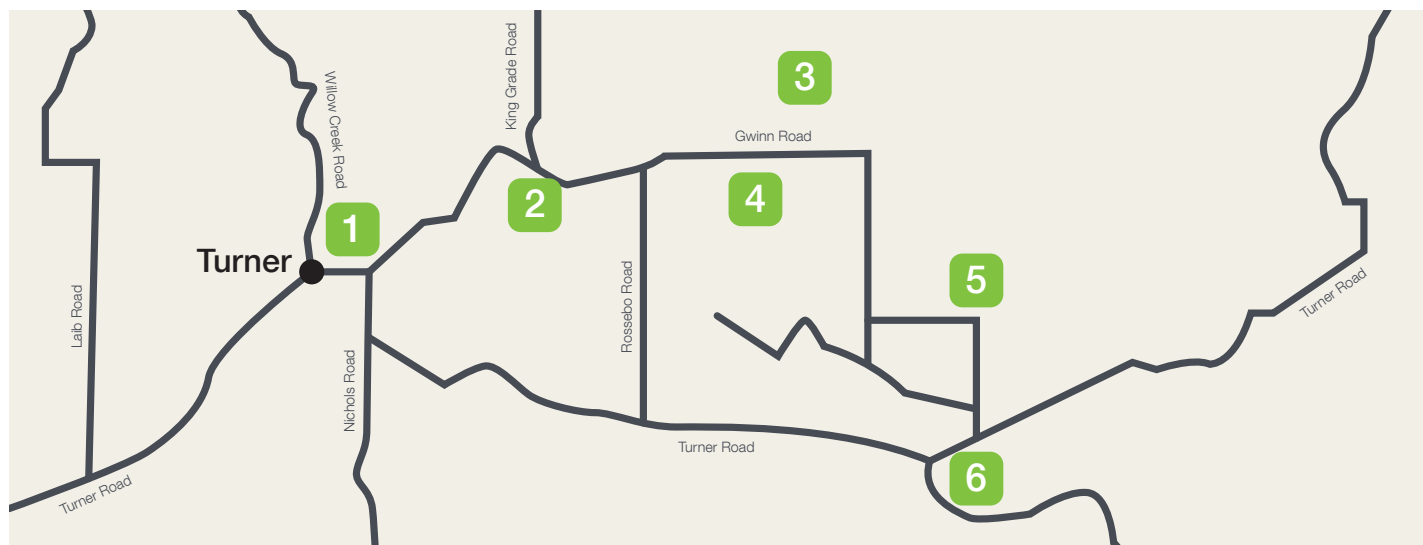 King Grade Road
3
Willow Creek Road
Gwinn Road
2
4
1
Turner
5
Laib Road
Rossebo Road
Turner Road
Nichols Road
Turner Road
6
Turner Road